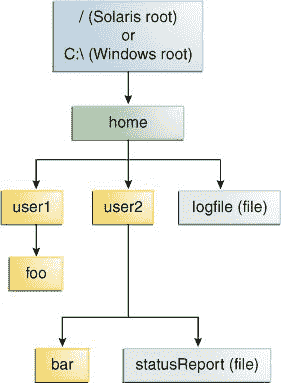 / (Solaris root)
or
C:\ (Windows root)
home
user1
user2
logfile (file)
foo
bar
statusReport (file)